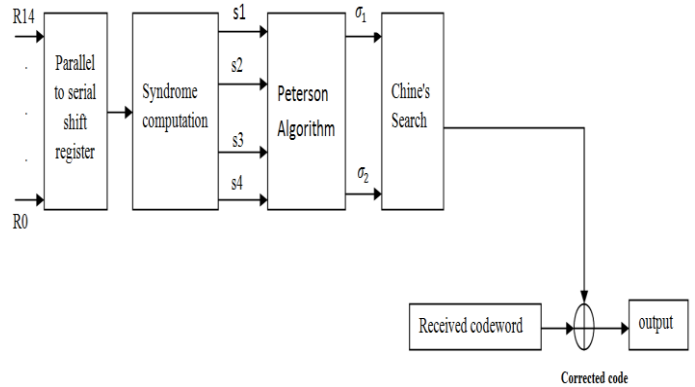 R14
R0
Parallel
to serial
shift
register
Syndrome
computation
s1
s2
s3
s4
Peterson
Algorithm
σ1
σ2
Chine's
Search
Received codeword
output
Corrected code